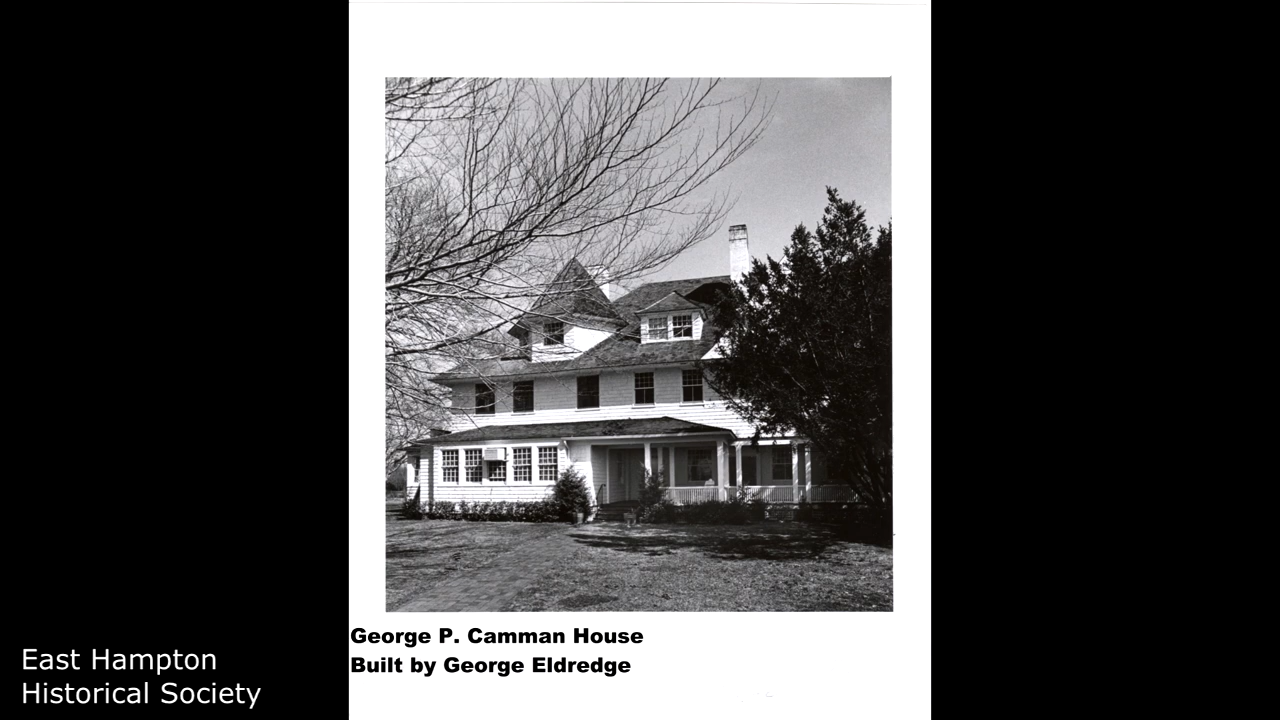 George P. Camman House
Built by George Eldredge
East Hampton
Historical Society